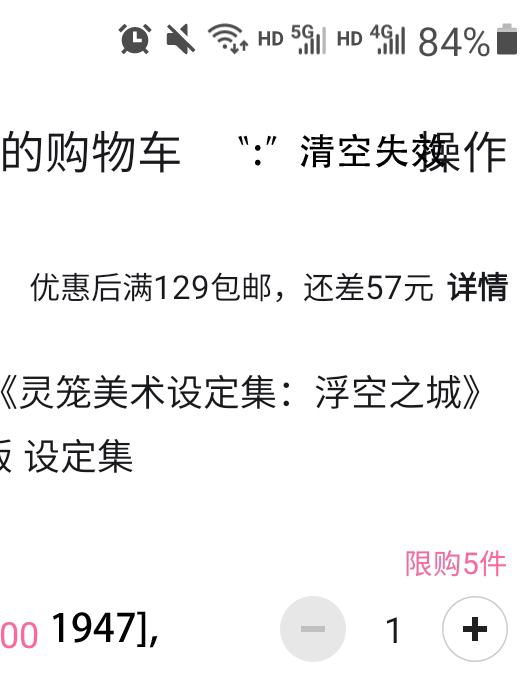 HD 5G HD 4G 84%
的购物车 “:” 清空失效操作
优惠后满129包邮，还差57元 详情
《灵笼美术设定集：浮空之城》
版 设定集
限购5件
00 1947], 1